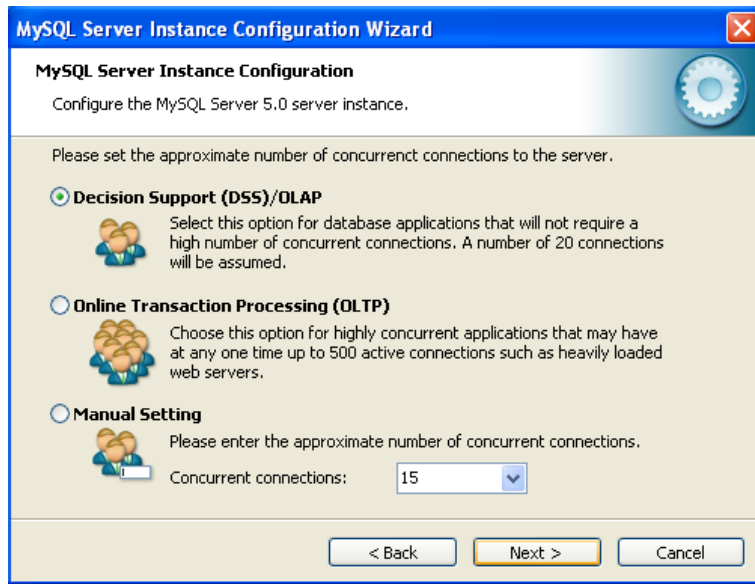 MySQL Server Instance Configuration Wizard
MySQL Server Instance Configuration
Configure the MySQL Server 5.0 server instance.
Please set the approximate number of concurrenct connections to the server.
Decision Support (DSS)/OLAP
Select this option for database applications that will not require a
high number of concurrent connections. A number of 20 connections
will be assumed.
Online Transaction Processing (OLTP)
Choose this option for highly concurrent applications that may have
at any one time up to 500 active connections such as heavily loaded
web servers.
Manual Setting
Please enter the approximate number of concurrent connections.
Concurrent connections: 15
< Back Next > Cancel